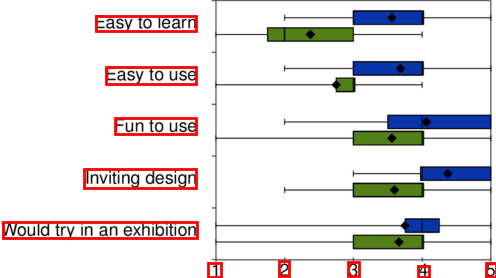 Easy to learn
Easy to use
Fun to use
Inviting design
Would try in an exhibition
1 2 3 4 5